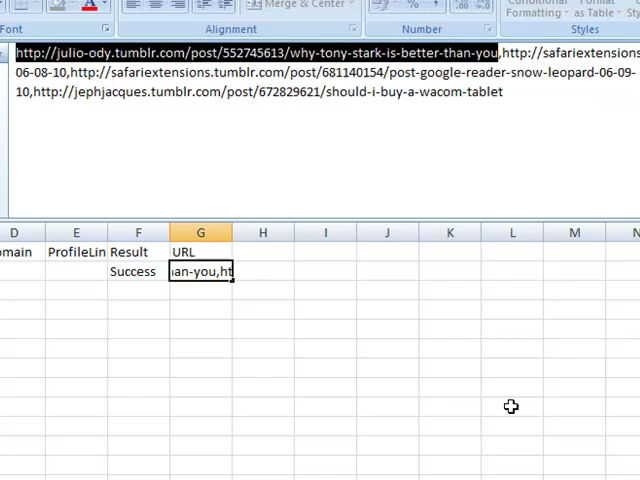 Merge & Center
Conditional Format Cell
Formatting as Table Styles
Alignment Number Styles
http://julio-ody.tumblr.com/post/552745613/why-tony-stark-is-better-than-you,http://safariextensions
06-08-10,http://safariextensions.tumblr.com/post/681140154/post-google-reader-snow-leopard-06-09-
10,http://jephjacques.tumblr.com/post/672829621/should-i-buy-a-wacom-tablet
D E F G H I J K L M N
omain ProfileLin Result URL
Success an-you,ht